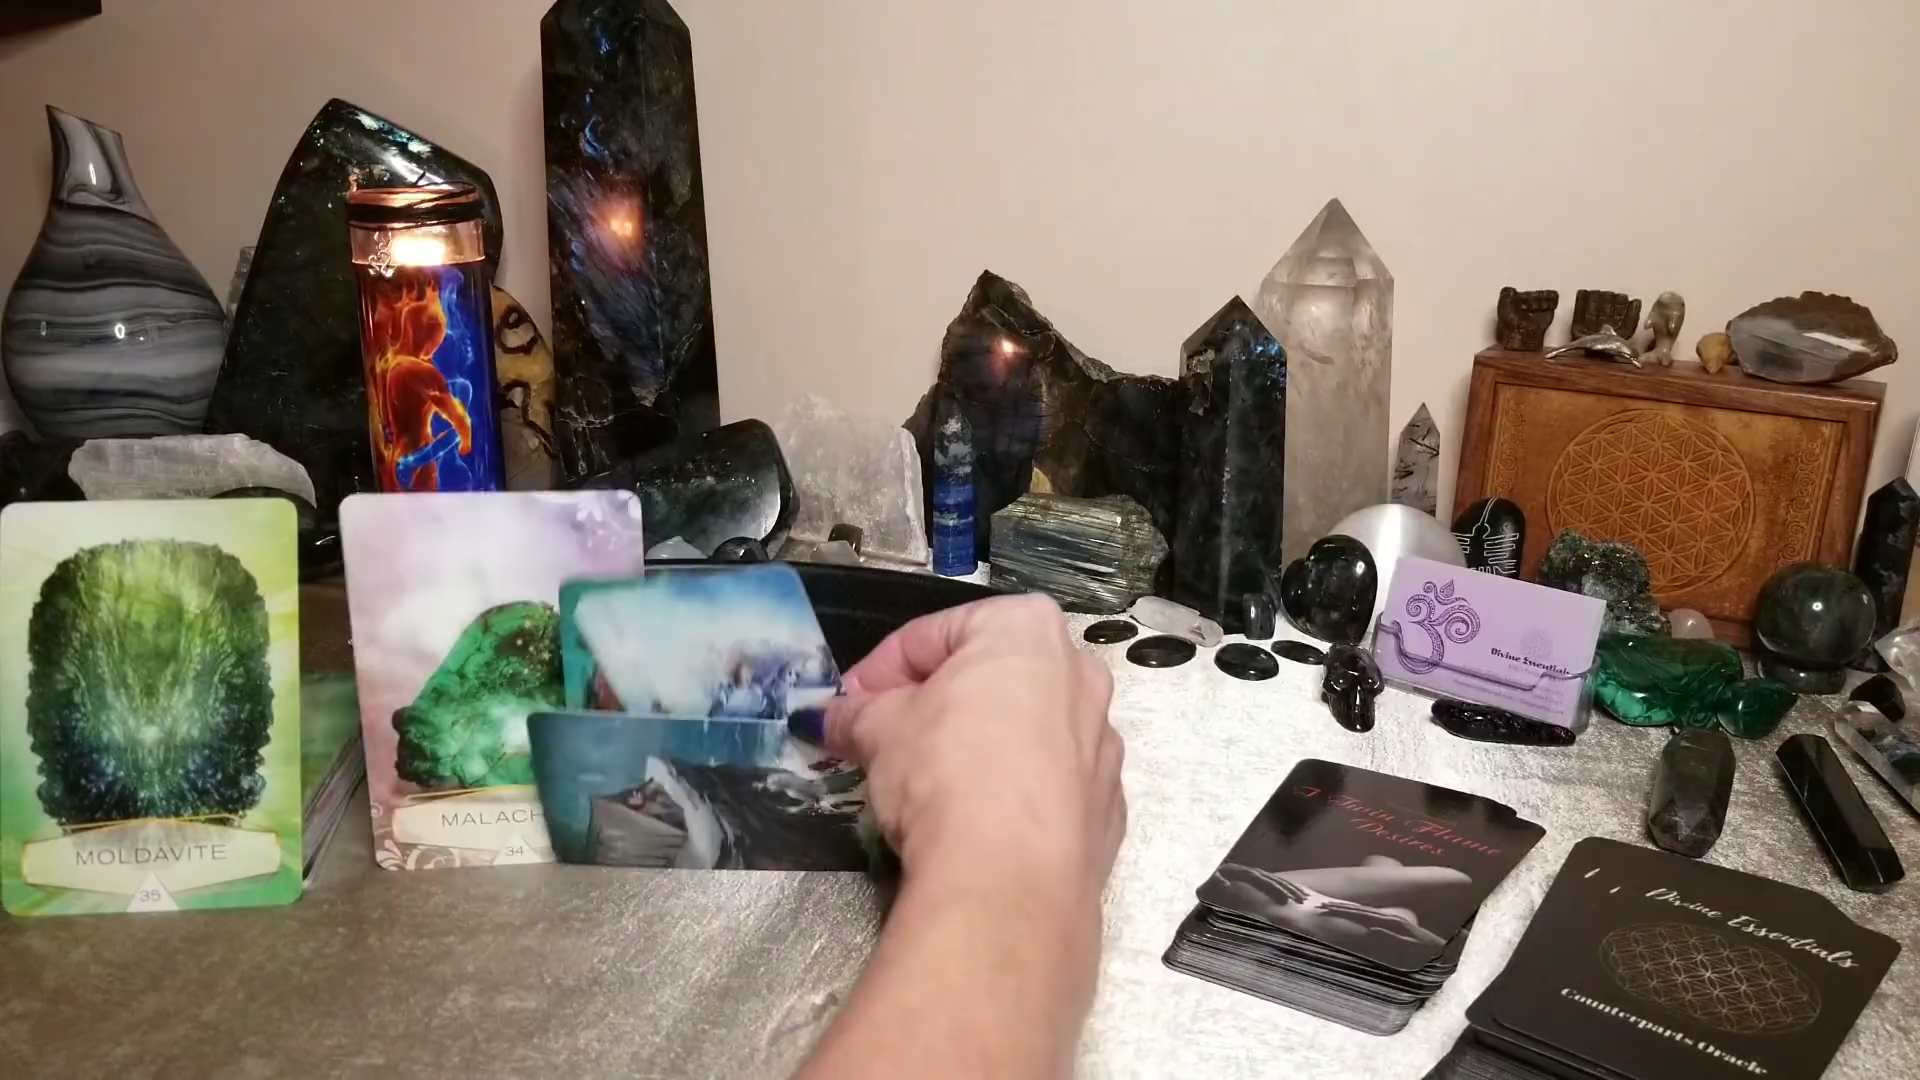 MOLDAVITE
35
MALACH
34
Divine Essentials
Twin Flame
Desires
Divine Essentials
Counterparts Oracle